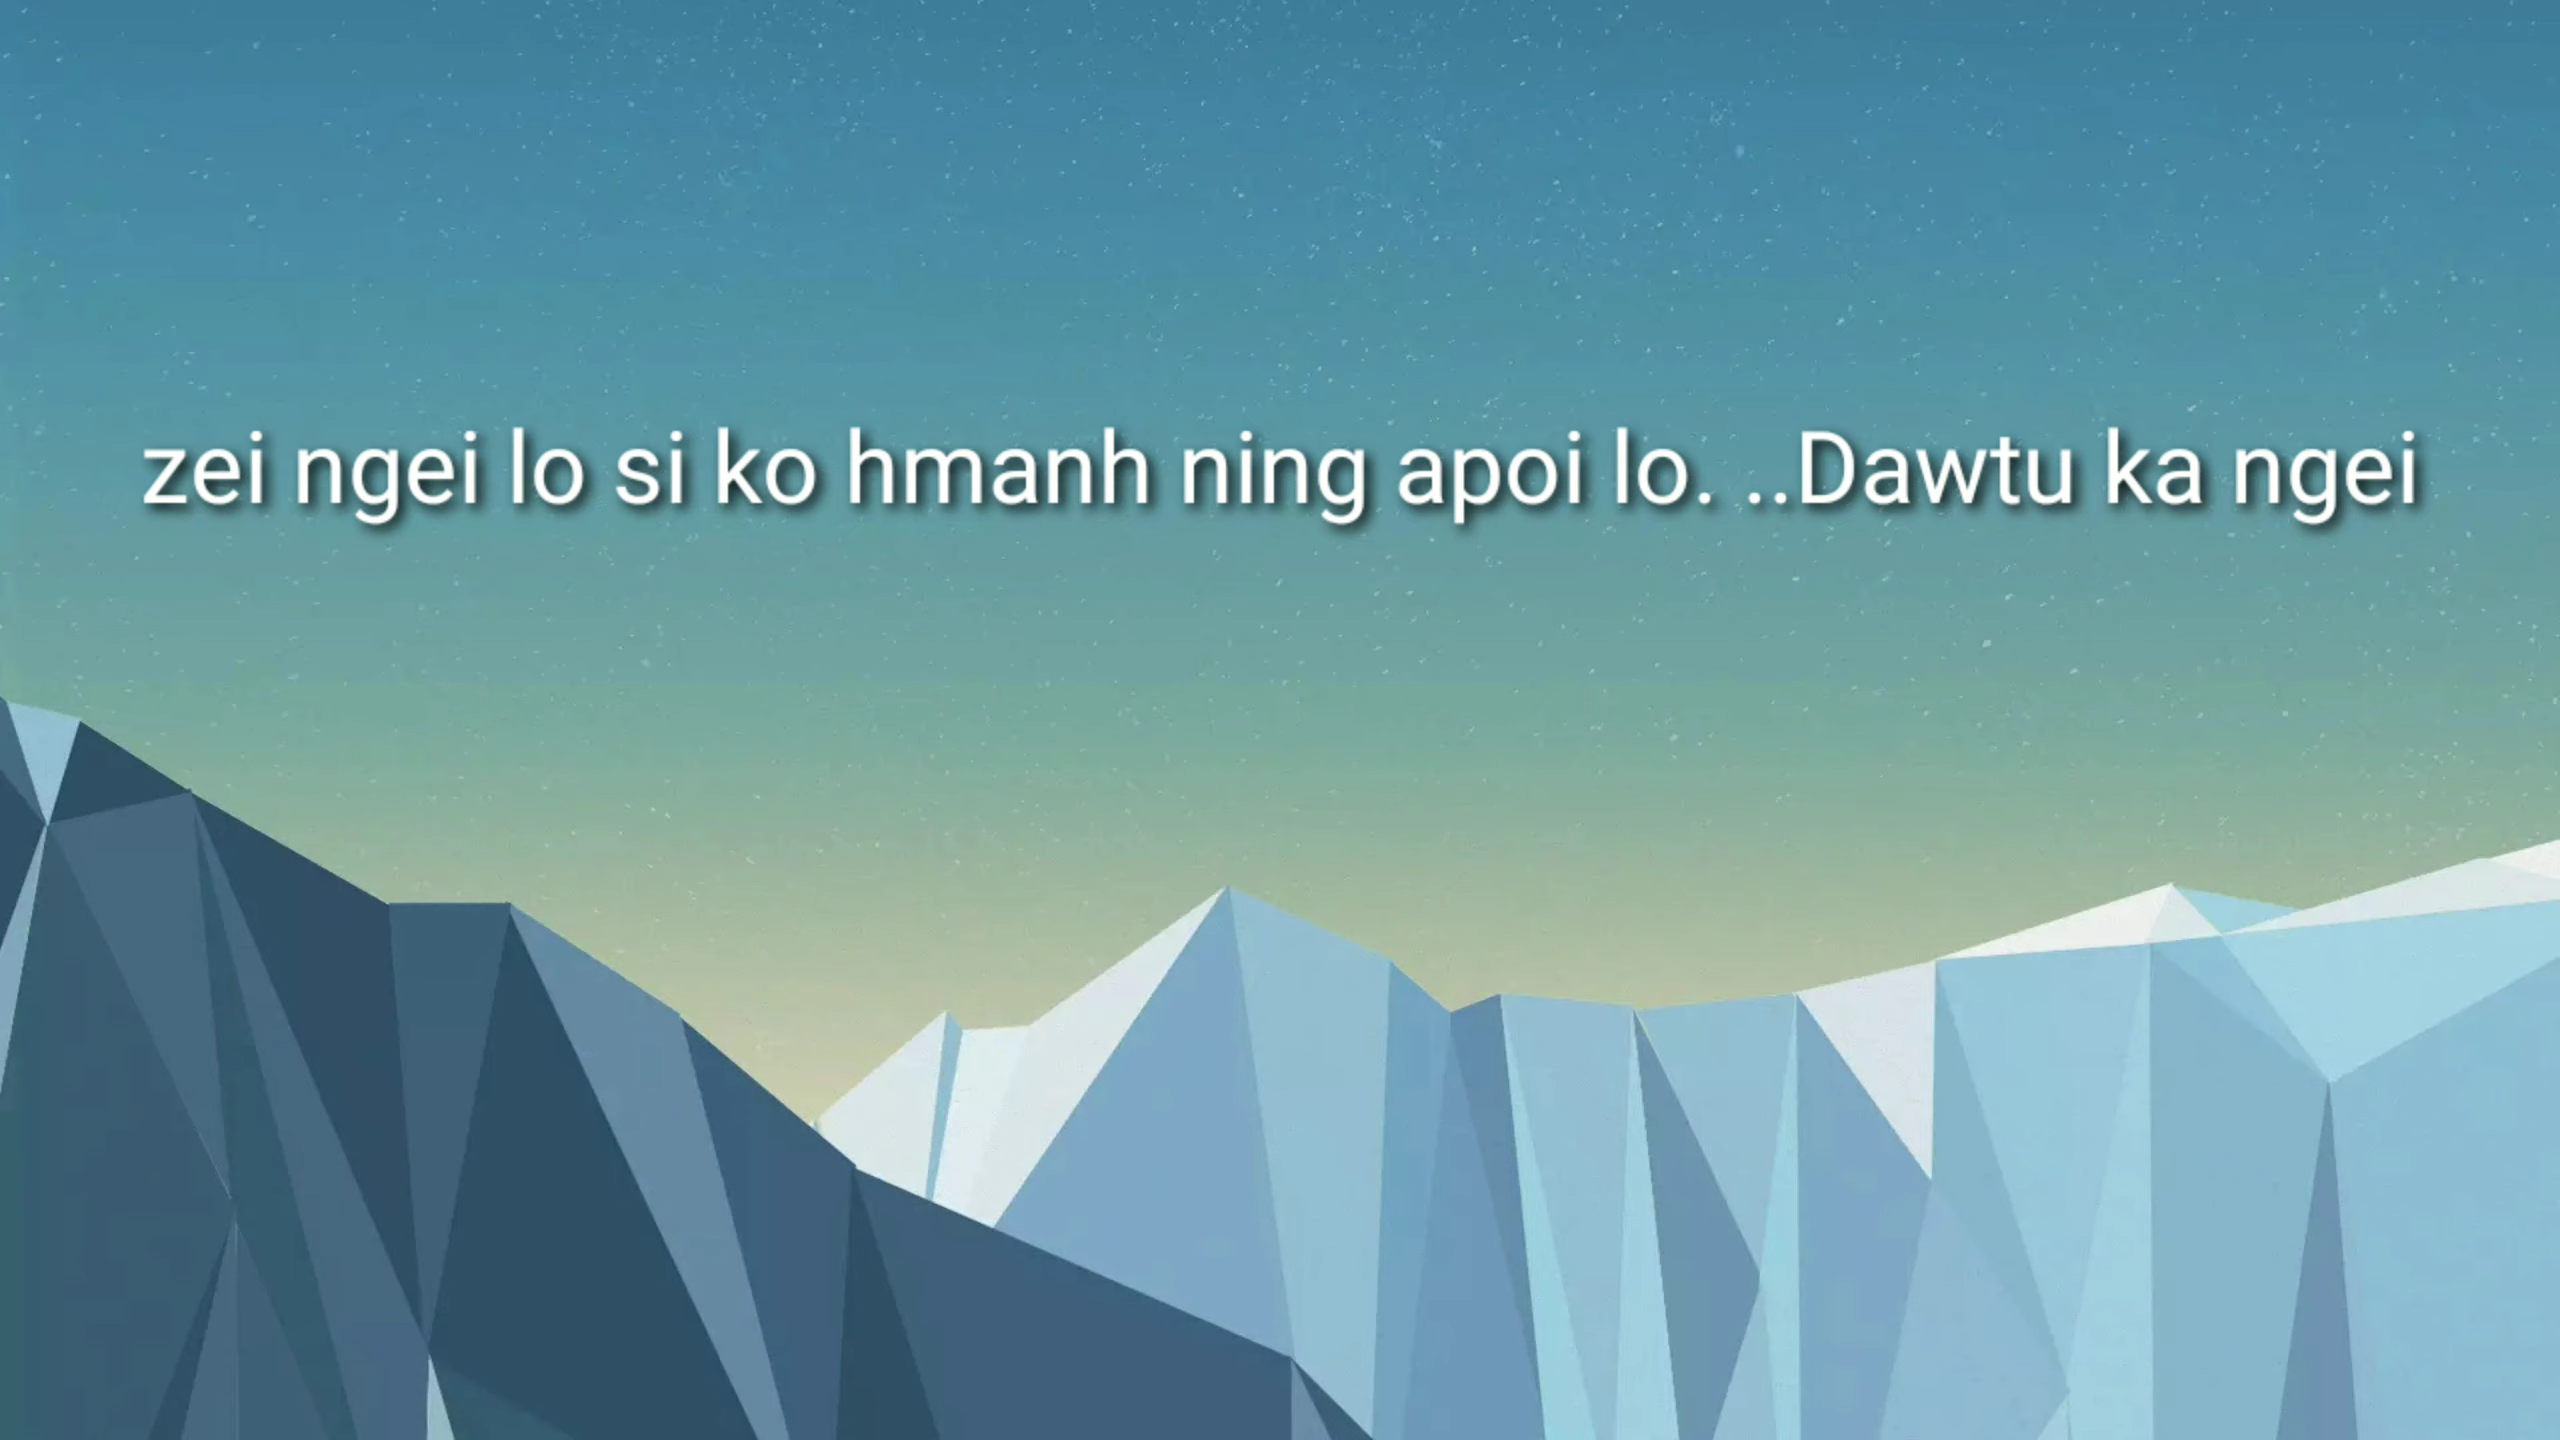 zei ngei lo si ko hmanh ning apoi lo. ..Dawtu ka ngei